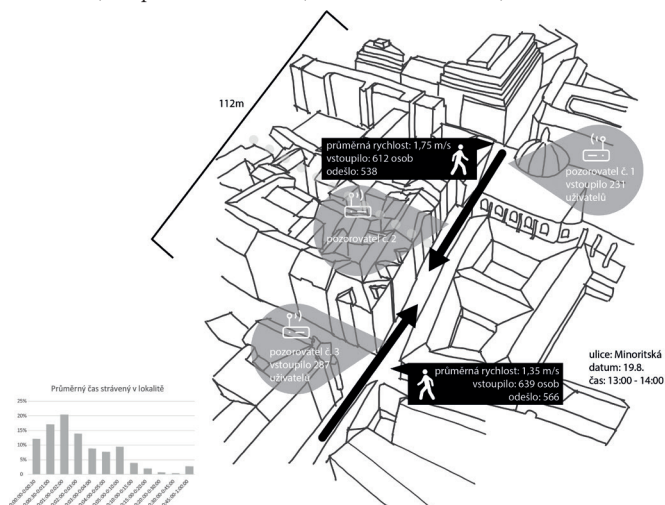 112m
průměrná rychlost: 1,75 m/s
vstoupilo: 612 osob
odešlo: 538
pozorovatel č. 1
vstoupilo 231
uživatelů
pozorovatel č. 2
pozorovatel č. 3
vstoupilo 287
uživatelů
průměrná rychlost: 1,35 m/s
vstoupilo: 639 osob
odešlo: 566
ulice: Minoritská
datum: 19.8.
čas: 13:00 - 14:00
Průměrný čas strávený v lokalitě
25%
20%
15%
10%
5%
0%